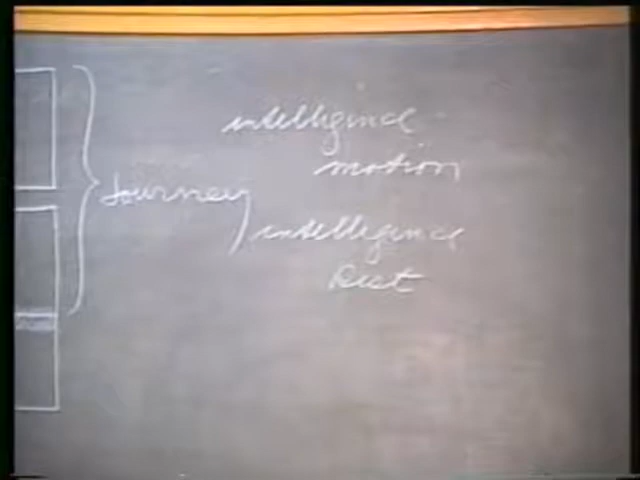 intelligence
motion
Journey
intelligence
Rest